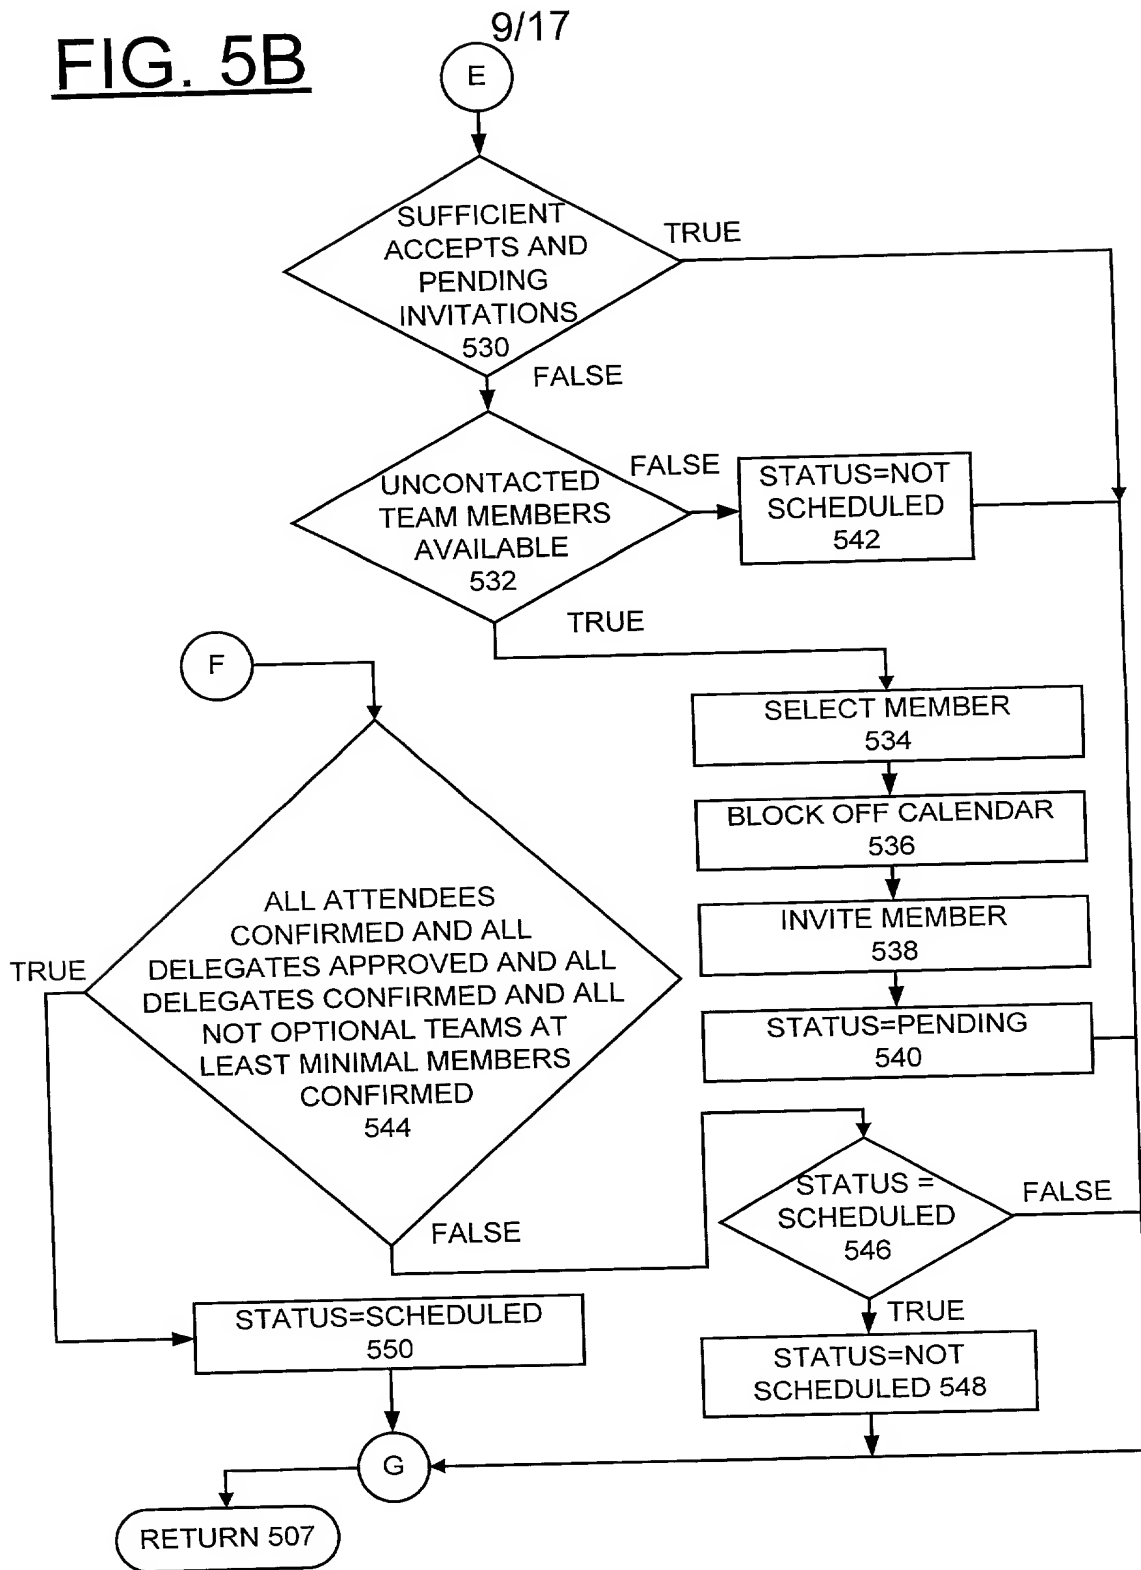 9/17
FIG. 5B
E
SUFFICIENT
ACCEPTS AND
PENDING
INVITATIONS
530
TRUE
FALSE
UNCONTACTED
TEAM MEMBERS
AVAILABLE
532
FALSE
STATUS=NOT
SCHEDULED
542
TRUE
F
SELECT MEMBER
534
BLOCK OFF CALENDAR
536
INVITE MEMBER
538
STATUS=PENDING
540
ALL ATTENDEES
CONFIRMED AND ALL
DELEGATES APPROVED AND ALL
DELEGATES CONFIRMED AND ALL
NOT OPTIONAL TEAMS AT
LEAST MINIMAL MEMBERS
CONFIRMED
544
TRUE
FALSE
STATUS =
SCHEDULED
546
FALSE
TRUE
STATUS=SCHEDULED
550
STATUS=NOT
SCHEDULED 548
G
RETURN 507